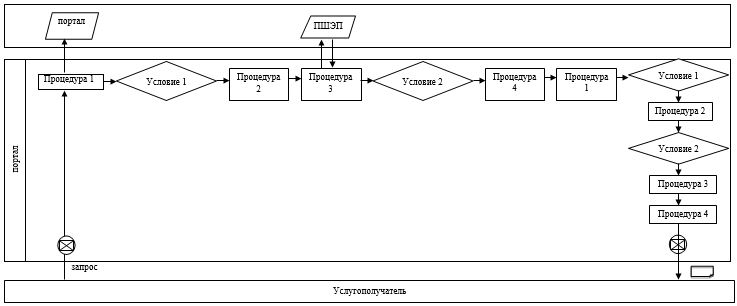 портал
ПШЭП
портал
Процедура 1
Условие 1
Процедура
2
Процедура
3
Условие 2
Процедура
4
Процедура
1
Условие 1
Процедура 2
Условие 2
Процедура 3
Процедура 4
запрос
Услугополучатель